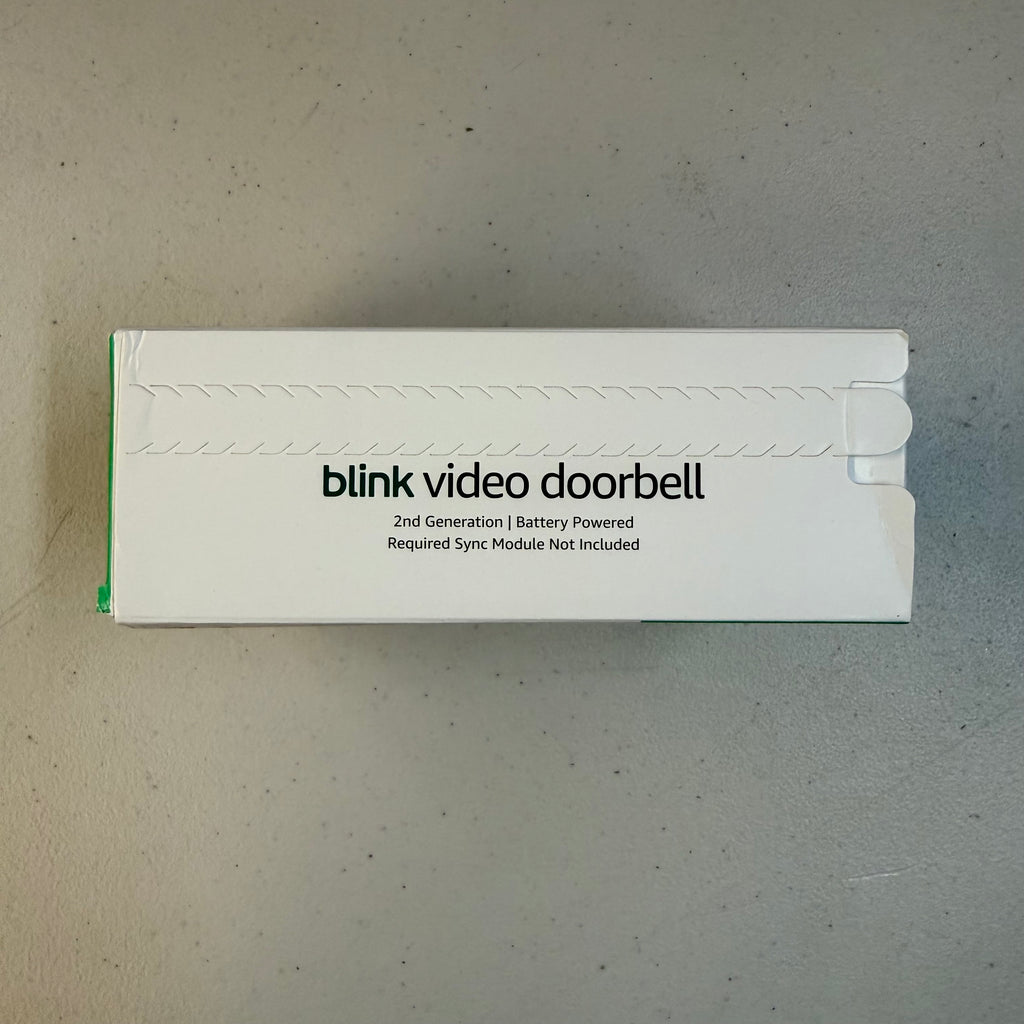 blink video doorbell
2nd Generation | Battery Powered
Required Sync Module Not Included